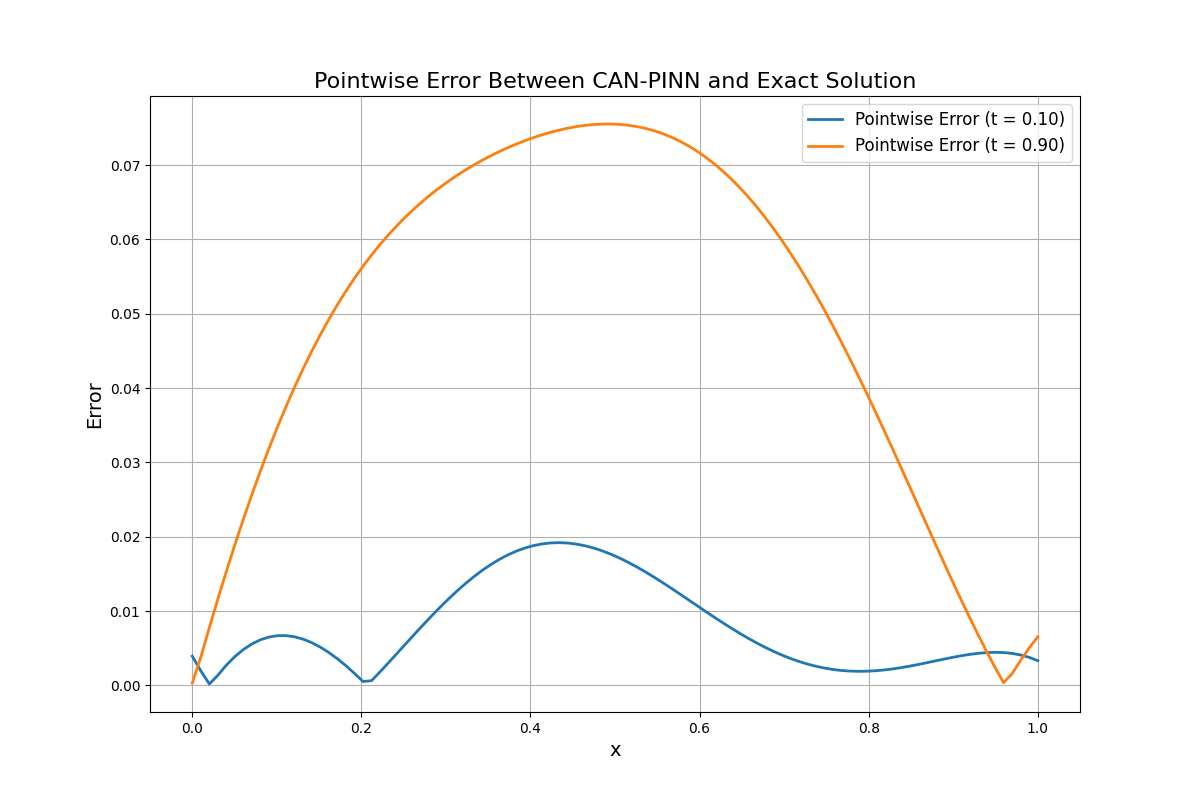 Pointwise Error Between CAN-PINN and Exact Solution
Pointwise Error (t = 0.10)
Pointwise Error (t = 0.90)
Error
0.07
0.06
0.05
0.04
0.03
0.02
0.01
0.00
0.0 0.2 0.4 0.6 0.8 1.0
x